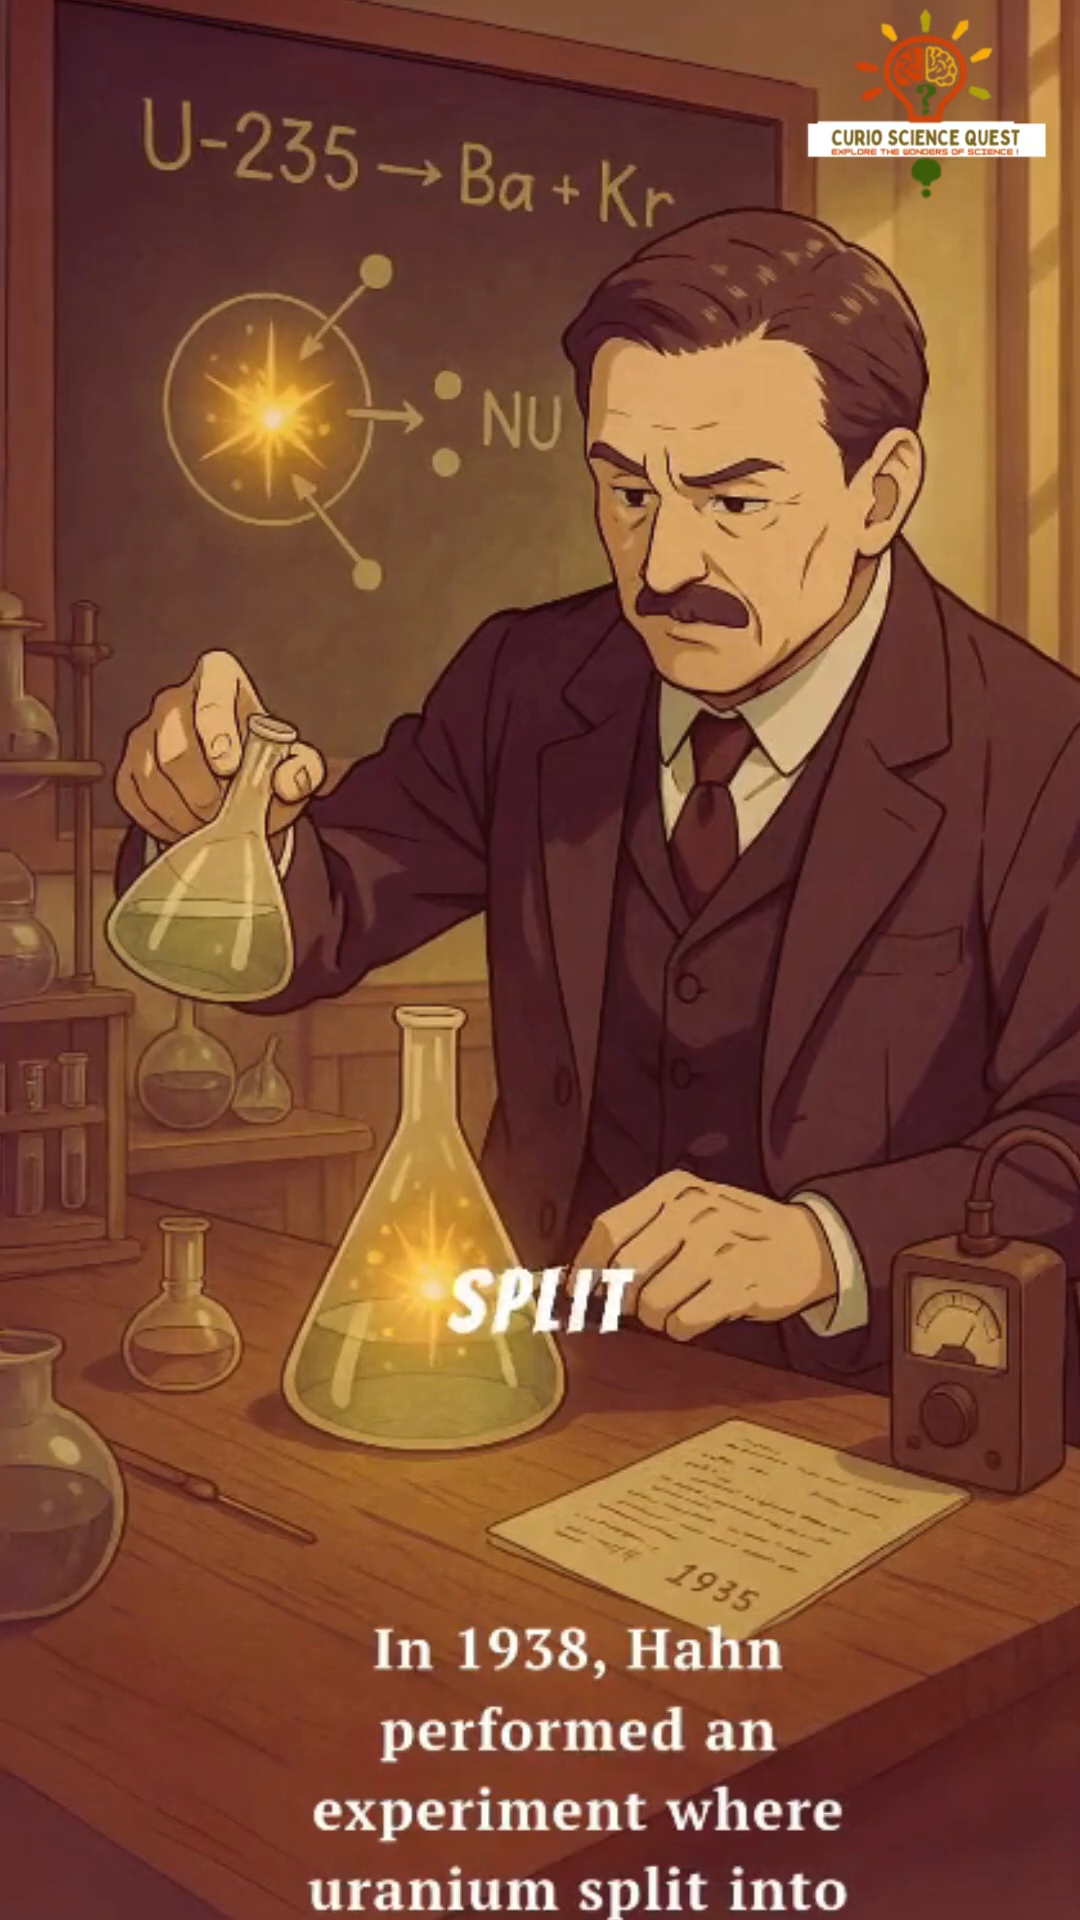 U-235 → Ba + Kr
NU
CURIO SCIENCE QUEST
EXPLORE THE WONDERS OF SCIENCE !
SPLIT
1935
In 1938, Hahn
performed an
experiment where
uranium split into